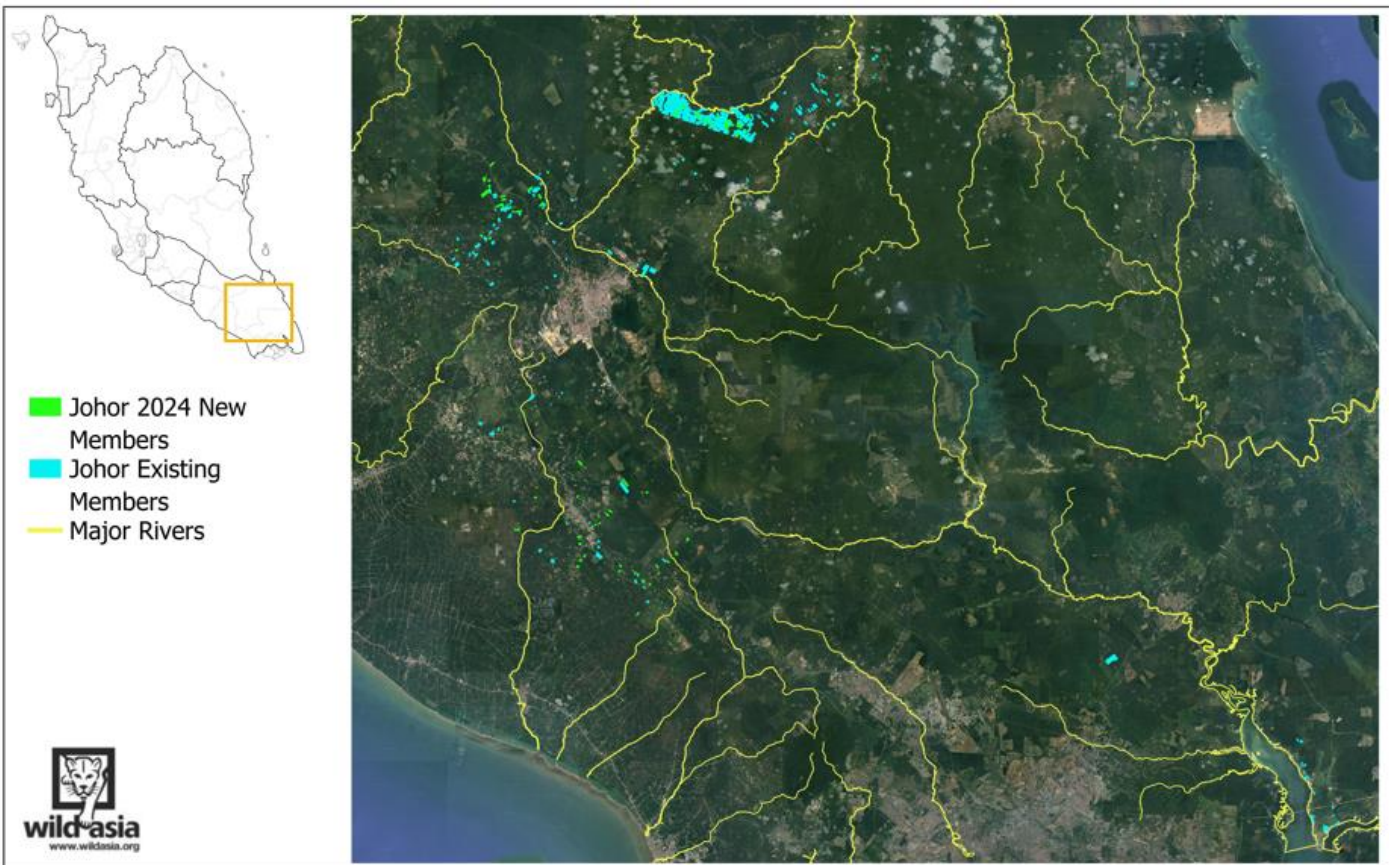 Johor 2024 New
Members
Johor Existing
Members
Major Rivers
wild asia
www.wildasia.org